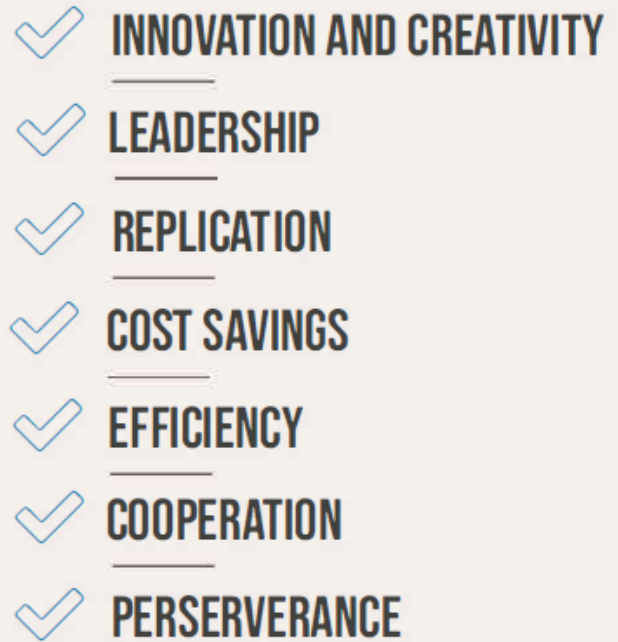 INNOVATION AND CREATIVITY
LEADERSHIP
REPLICATION
COST SAVINGS
EFFICIENCY
COOPERATION
PERSERVERANCE